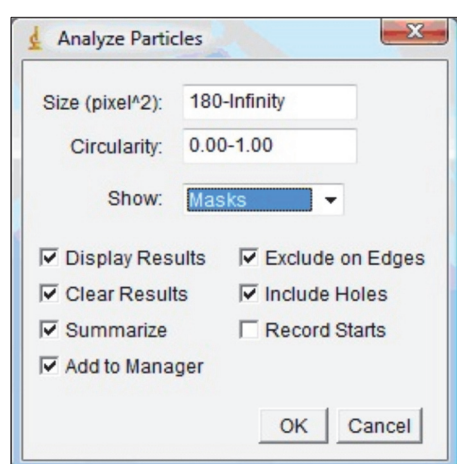 Analyze Particles
Size (pixel^2): 180-Infinity
Circularity: 0.00-1.00
Show: Masks
Display Results Exclude on Edges
Clear Results Include Holes
Summarize Record Starts
Add to Manager
OK Cancel